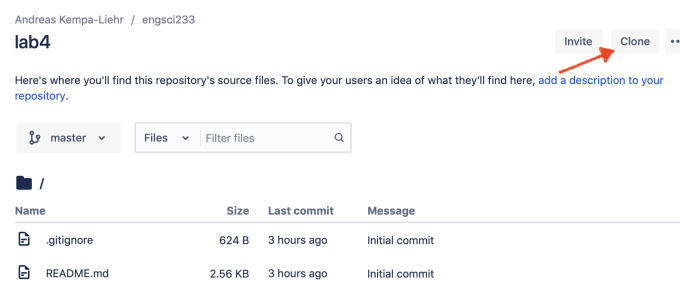 Andreas Kempa-Liehr / engsci233
lab4
Invite Clone
Here's where you'll find this repository's source files. To give your users an idea of what they'll find here, add a description to your
repository.
master Files Filter files
/
Name Size Last commit Message
.gitignore 624 B 3 hours ago Initial commit
README.md 2.56 KB 3 hours ago Initial commit